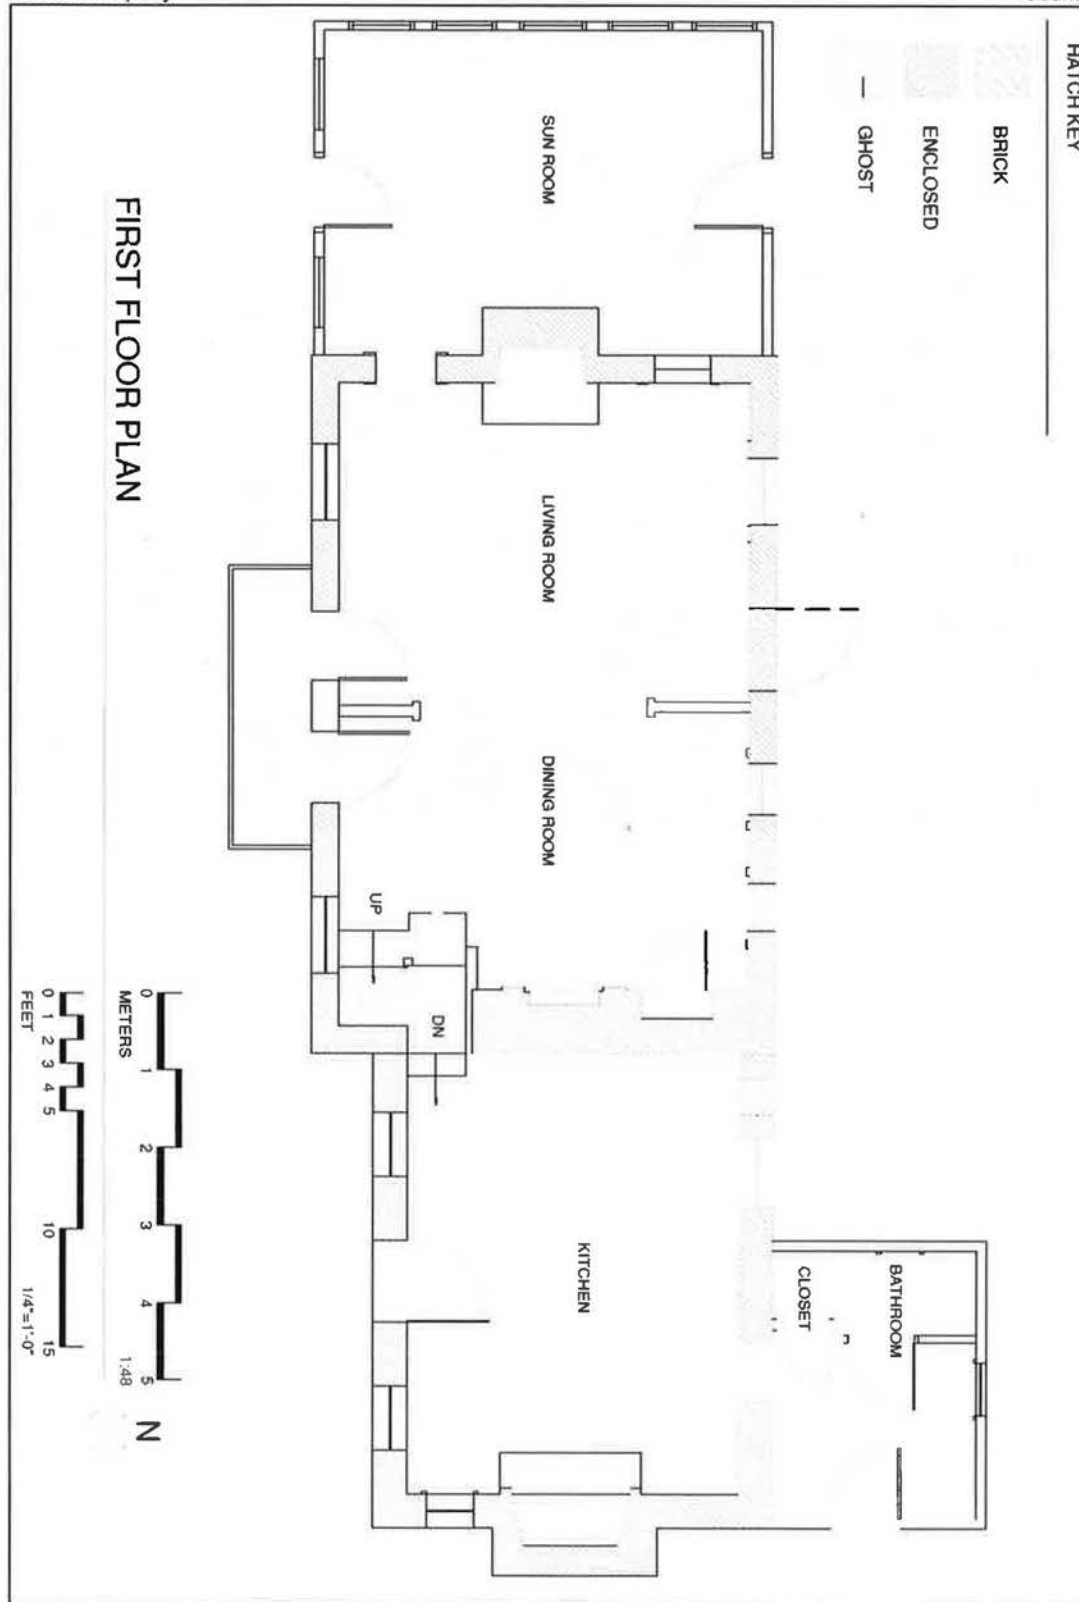 HATCH KEY
BRICK
ENCLOSED
GHOST
SUN ROOM
LIVING ROOM
DINING ROOM
UP
DN
KITCHEN
CLOSET
BATHROOM
FIRST FLOOR PLAN
0 1 2 3 4 5
METERS
1:48
0 1 2 3 4 5 10 15
FEET
1/4"=1'-0"
N